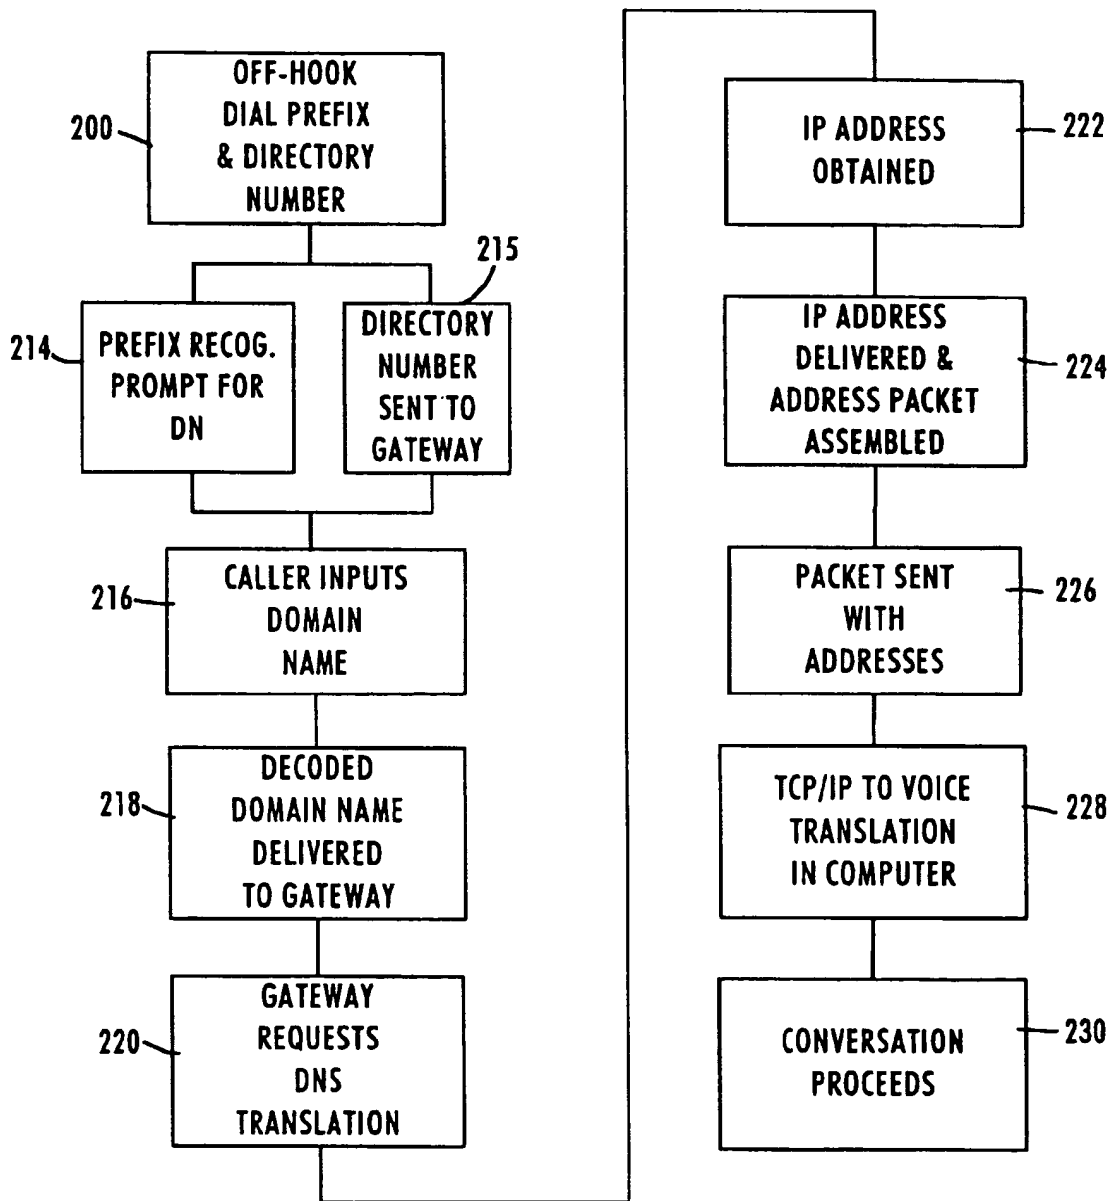 200
OFF-HOOK
DIAL PREFIX
& DIRECTORY
NUMBER
214
PREFIX RECOG.
PROMPT FOR
DN
215
DIRECTORY
NUMBER
SENT TO
GATEWAY
216
CALLER INPUTS
DOMAIN
NAME
218
DECODED
DOMAIN NAME
DELIVERED
TO GATEWAY
220
GATEWAY
REQUESTS
DNS
TRANSLATION
222
IP ADDRESS
OBTAINED
224
IP ADDRESS
DELIVERED &
ADDRESS PACKET
ASSEMBLED
226
PACKET SENT
WITH
ADDRESSES
228
TCP/IP TO VOICE
TRANSLATION
IN COMPUTER
230
CONVERSATION
PROCEEDS